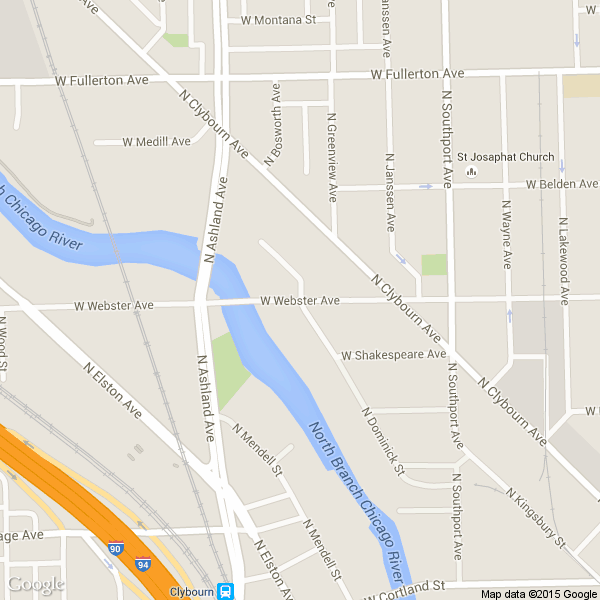 W Montana St
W Fullerton Ave
W Fullerton Ave
N Clybourn Ave
N Bosworth Ave
N Greenview Ave
N Janssen Ave
Janssen Ave
N Southport Ave
W Medill Ave
St Josaphat Church
W Belden Ave
N Ashland Ave
Chicago River
N Wayne Ave
N Lakewood Ave
W Webster Ave
W Webster Ave
N Clybourn Ave
N Wood St
N Elston Ave
N Ashland Ave
W Shakespeare Ave
N Southport Ave
N Clybourn Ave
N Dominick St
N Mendell St
North Branch Chicago River
N Southport Ave
N Kingsbury St
age Ave
90
94
N Mendell St
N Elston Ave
Clybourn
W Cortland St
Google
Map data ©2015 Google